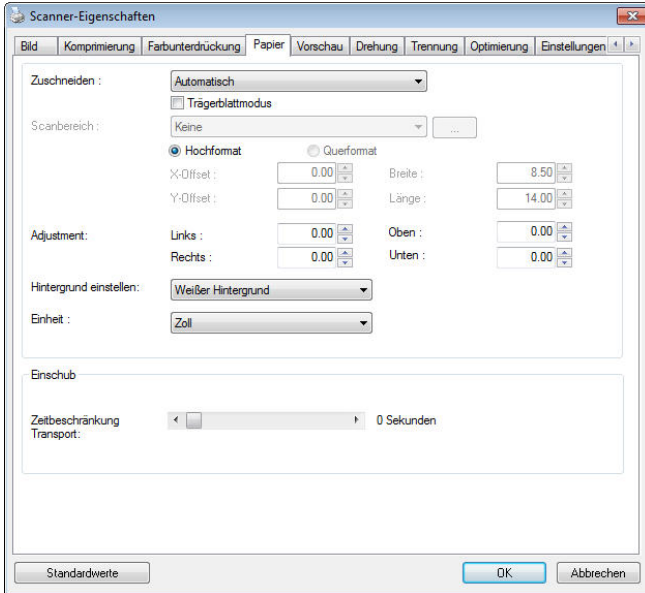 Scanner-Eigenschaften
Bild Komprimierung Farbunterdrückung Papier Vorschau Drehung Trennung Optimierung Einstellungen
Zuschneiden : Automatisch
Trägerblattmodus
Scanbereich : Keine ...
Hochformat Querformat
X-Offset : 0.00 Breite : 8.50
Y-Offset : 0.00 Länge : 14.00
Adjustment: Links : 0.00 Oben : 0.00
Rechts : 0.00 Unten : 0.00
Hintergrund einstellen: Weißer Hintergrund
Einheit : Zoll
Einschub
Zeitbeschränkung
Transport: 0 Sekunden
Standardwerte OK Abbrechen